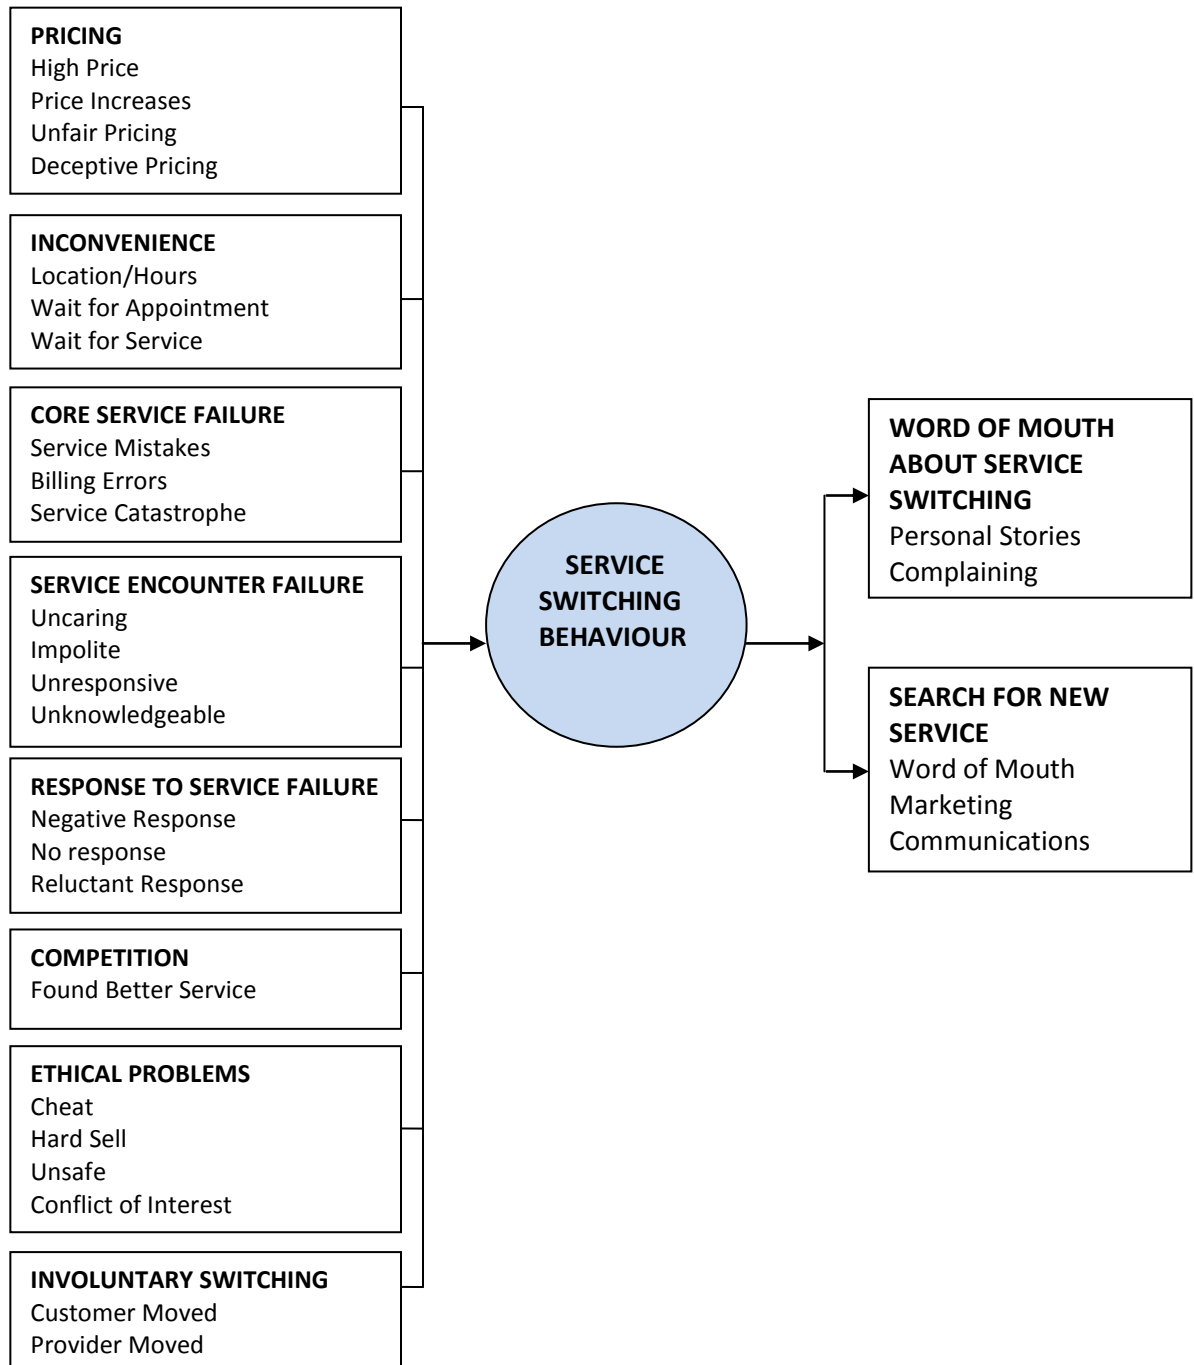 PRICING
High Price
Price Increases
Unfair Pricing
Deceptive Pricing
INCONVENIENCE
Location/Hours
Wait for Appointment
Wait for Service
CORE SERVICE FAILURE
Service Mistakes
Billing Errors
Service Catastrophe
SERVICE ENCOUNTER FAILURE
Uncaring
Impolite
Unresponsive
Unknowledgeable
RESPONSE TO SERVICE FAILURE
Negative Response
No response
Reluctant Response
COMPETITION
Found Better Service
ETHICAL PROBLEMS
Cheat
Hard Sell
Unsafe
Conflict of Interest
INVOLUNTARY SWITCHING
Customer Moved
Provider Moved
SERVICE
SWITCHING
BEHAVIOUR
WORD OF MOUTH
ABOUT SERVICE
SWITCHING
Personal Stories
Complaining
SEARCH FOR NEW
SERVICE
Word of Mouth
Marketing
Communications